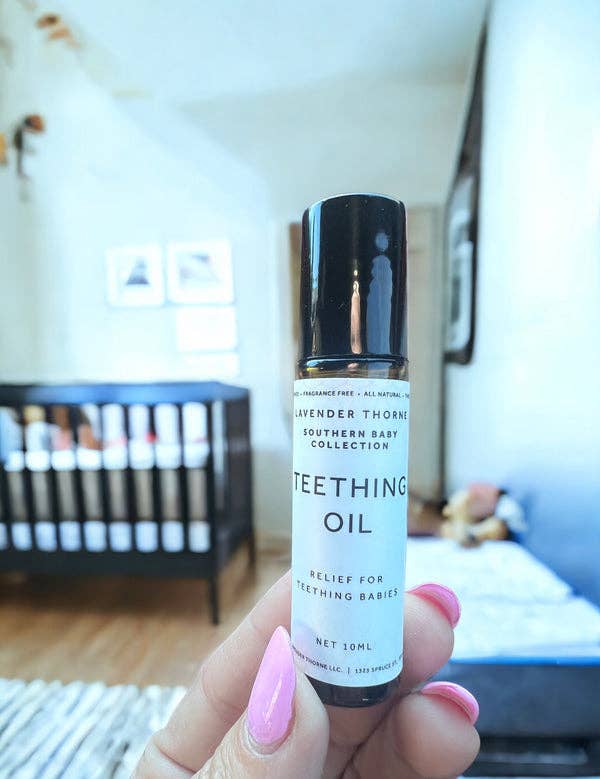 • FRAGRANCE FREE • ALL NATURAL •
LAVENDER THORNE
SOUTHERN BABY
COLLECTION
TEETHING
OIL
RELIEF FOR
TEETHING BABIES
NET 10ML
THORNE LLC. | 1323 SPRUCE ST.